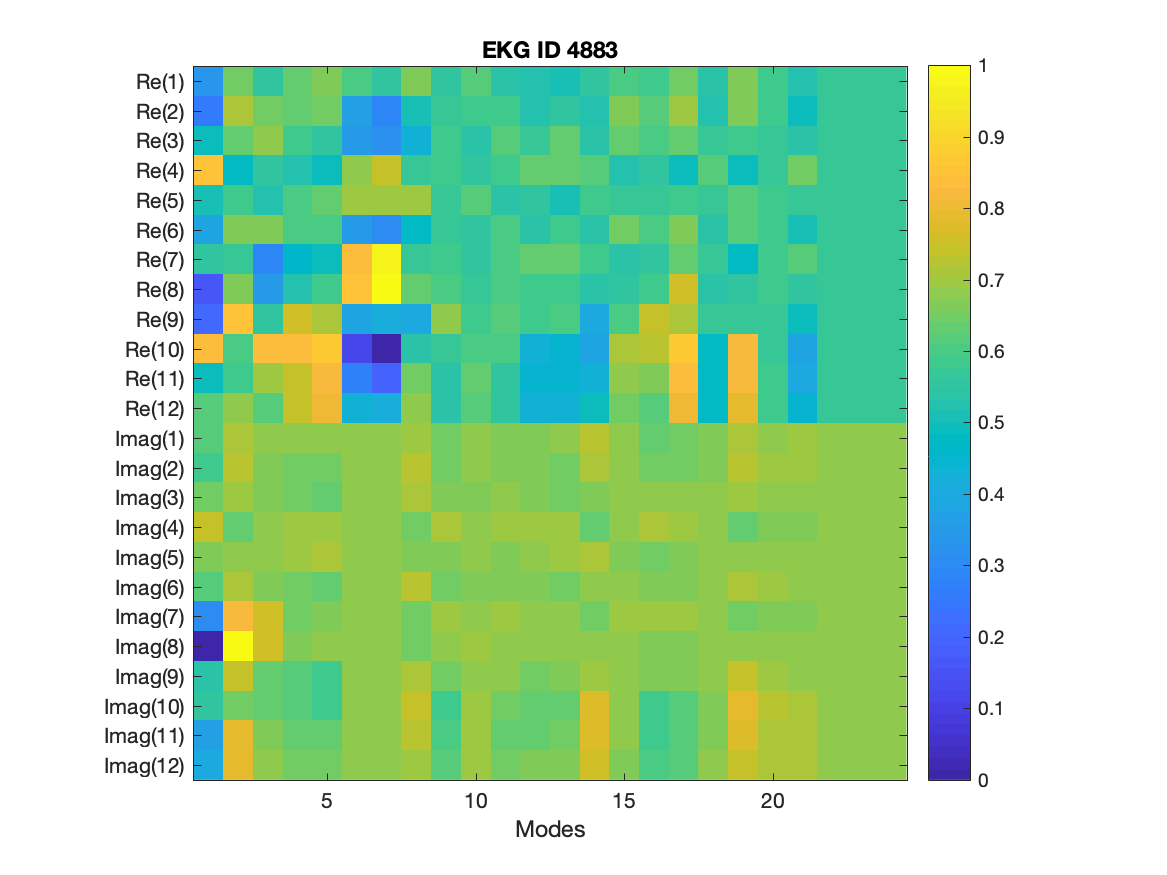 EKG ID 4883
Re(1)
Re(2)
Re(3)
Re(4)
Re(5)
Re(6)
Re(7)
Re(8)
Re(9)
Re(10)
Re(11)
Re(12)
Imag(1)
Imag(2)
Imag(3)
Imag(4)
Imag(5)
Imag(6)
Imag(7)
Imag(8)
Imag(9)
Imag(10)
Imag(11)
Imag(12)
5 10 15 20
Modes
1
0.9
0.8
0.7
0.6
0.5
0.4
0.3
0.2
0.1
0